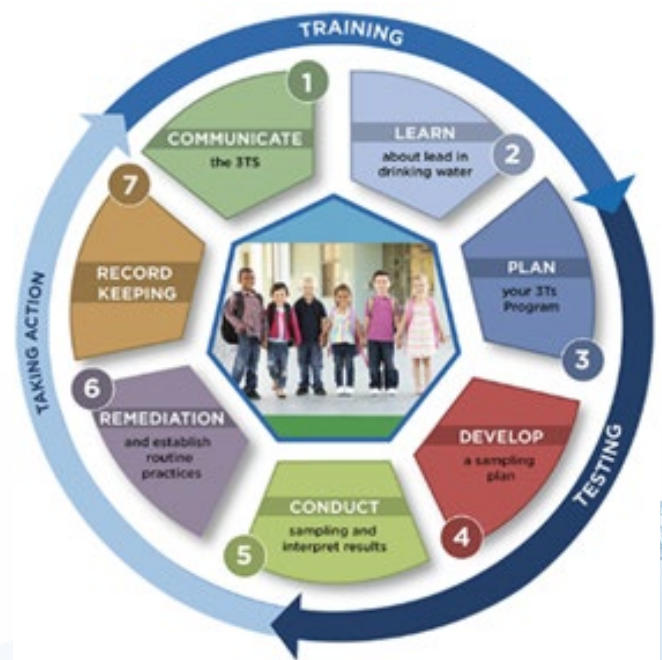 TRAINING
1
COMMUNICATE
the 3TS
2
LEARN
about lead in
drinking water
3
PLAN
your 3Ts
Program
TESTING
4
DEVELOP
a sampling
plan
5
CONDUCT
sampling and
interpret results
TAKING ACTION
6
REMEDIATION
and establish
routine
practices
7
RECORD
KEEPING